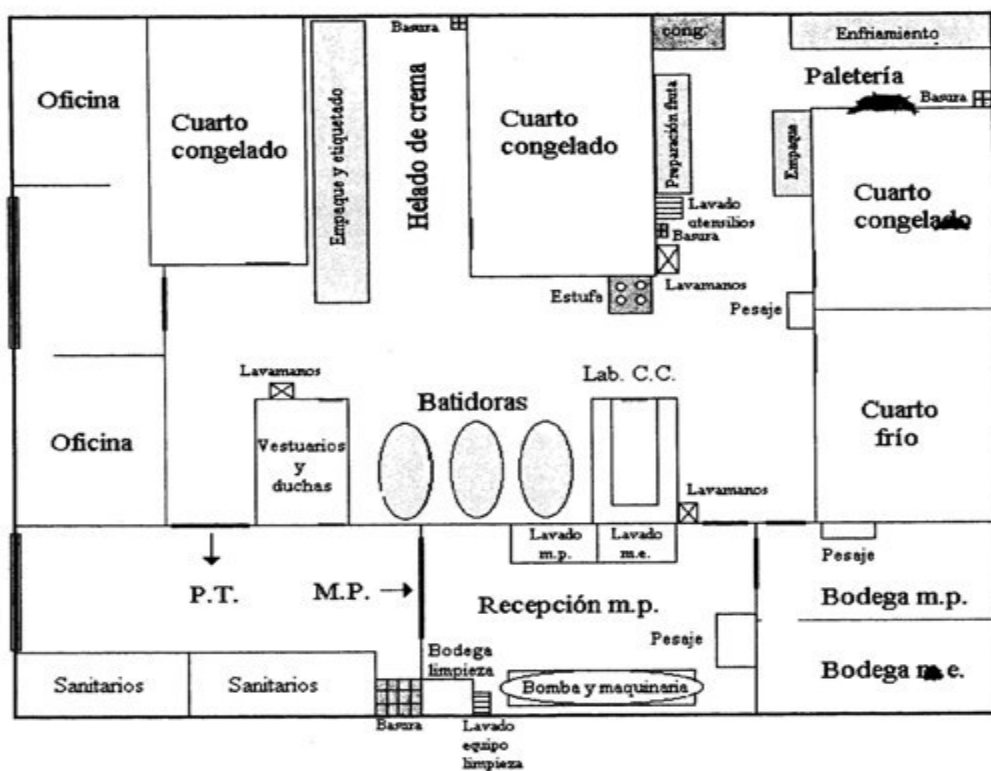 Basura
cong.
Enfriamiento
Paletería
Basura
Oficina
Cuarto
congelado
Empaque y etiquetado
Helado de crema
Cuarto
congelado
Preparación fruta
Empaque
Cuarto
congelado
Lavado
utensilios
Basura
Lavamanos
Estufa
Pesaje
Lavamanos
Lab. C.C.
Batidoras
Cuarto
frío
Oficina
Vestuarios
y
duchas
Lavamanos
Lavado
m.p.
Lavado
m.e.
Pesaje
P.T.
M.P.
Recepción m.p.
Bodega m.p.
Pesaje
Bodega
limpieza
Bodega m.e.
Sanitarios
Sanitarios
Bomba y maquinaria
Basura
Lavado
equipo
limpieza